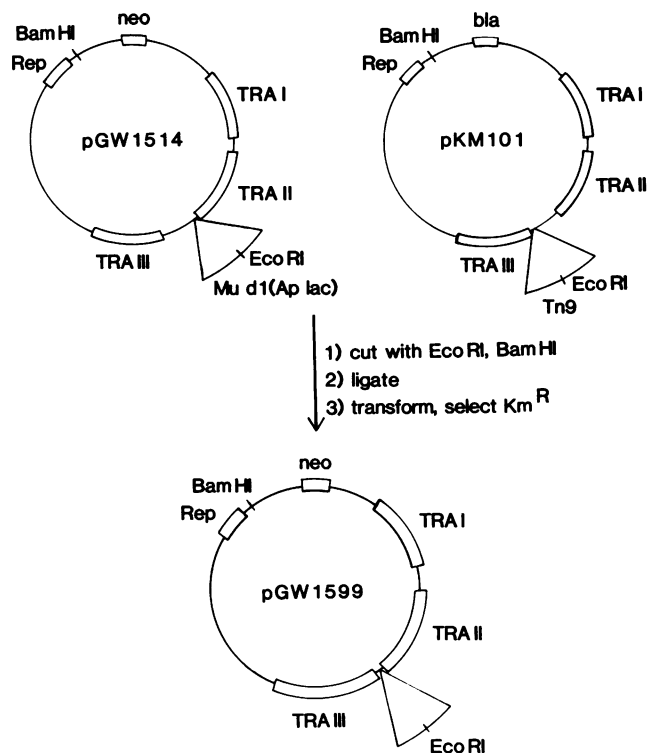 neo
BamHI
Rep
TRA I
pGW1514
TRA II
TRA III
EcoRI
Mu d1(Ap lac)
bla
BamHI
Rep
TRA I
pKM101
TRA II
TRA III
EcoRI
Tn9
1) cut with EcoRI, BamHI
2) ligate
3) transform, select Km R
neo
BamHI
Rep
TRA I
pGW1599
TRA II
TRA III
EcoRI